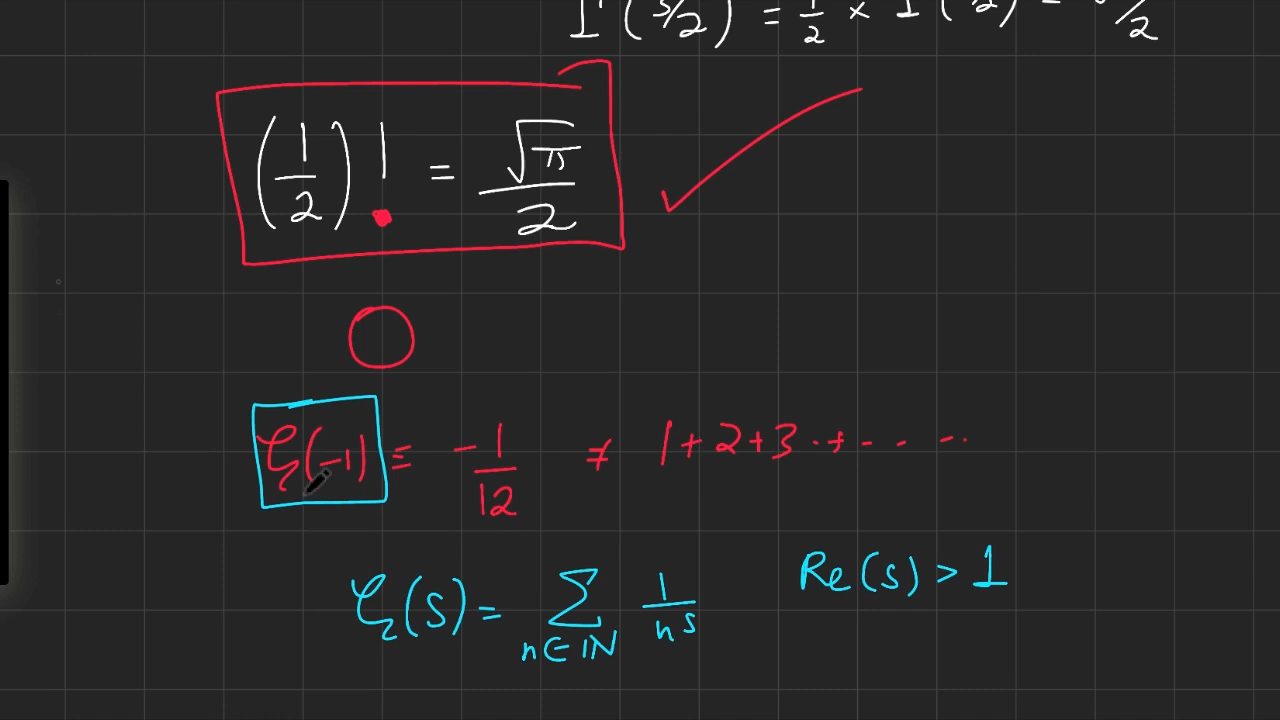 Γ(3/2) = 1/2 × Γ(1/2) = /2
(1/2)! = √π/2
ζ(-1) = -1/12 ≠ 1+2+3 ·+·· ···
ζ(s) = Σ n∈ℕ 1/n^s Re(s) > 1